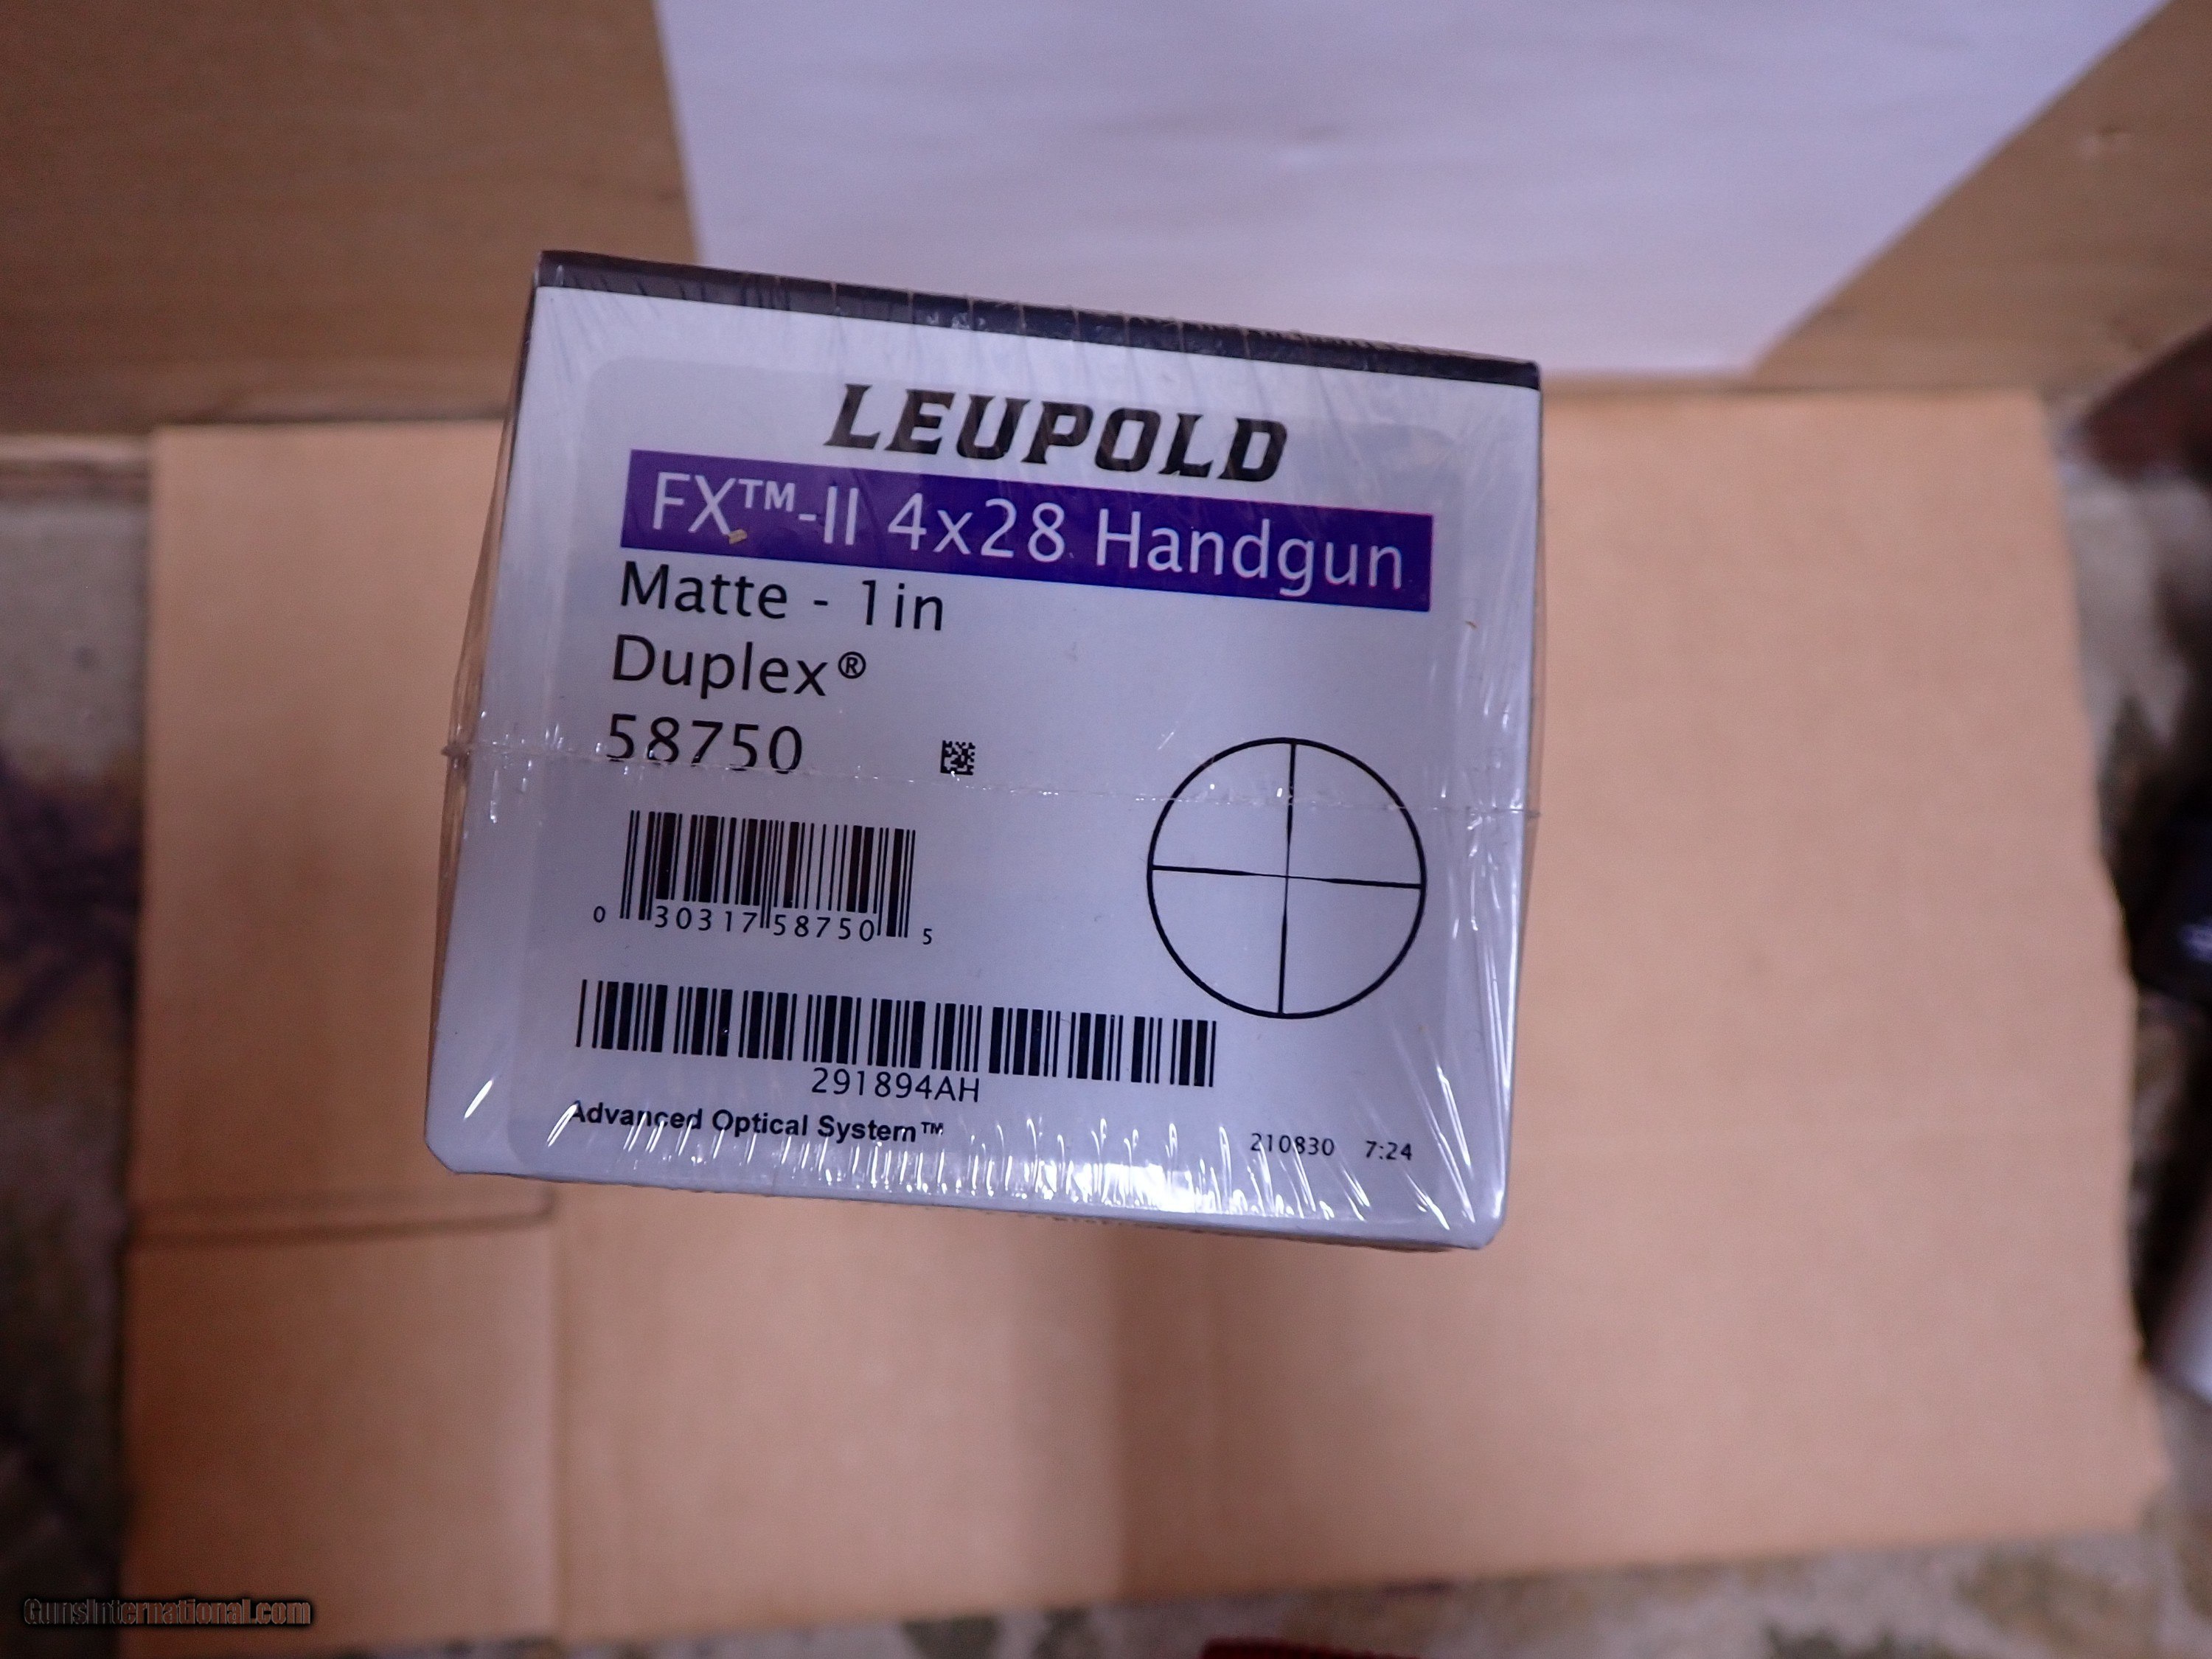 LEUPOLD
FX™-II 4x28 Handgun
Matte - 1in
Duplex®
58750
0 30317 58750 5
291894AH
Advanced Optical System™
210830 7:24
GunsInternational.com